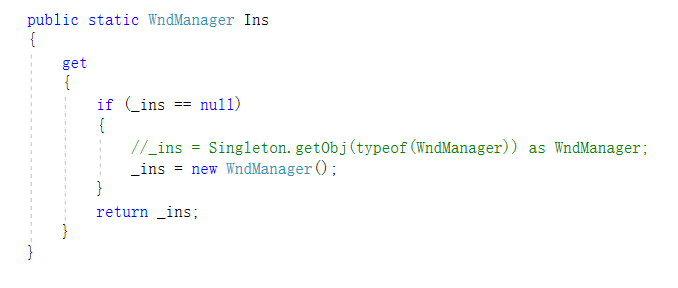 public static WndManager Ins
{
get
{
if (_ins == null)
{
//_ins = Singleton.getObj(typeof(WndManager)) as WndManager;
_ins = new WndManager();
}
return _ins;
}
}